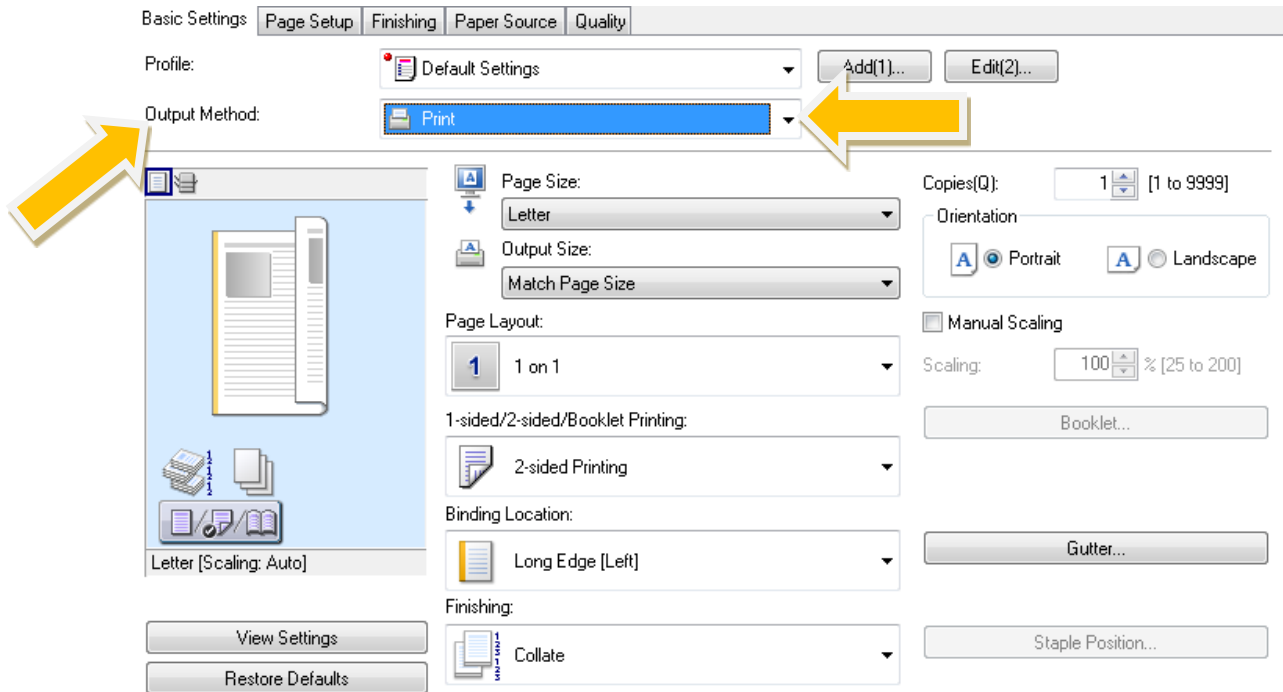 Basic Settings Page Setup Finishing Paper Source Quality
Profile: Default Settings Add(1)... Edit(2)...
Output Method: Print
Page Size: Copies(Q): 1 [1 to 9999]
Letter Orientation
Output Size: A Portrait A Landscape
Match Page Size
Page Layout: Manual Scaling
1 1 on 1 Scaling: 100 % [25 to 200]
1-sided/2-sided/Booklet Printing: Booklet...
2-sided Printing
Binding Location:
Letter [Scaling: Auto] Long Edge [Left] Gutter...
Finishing:
View Settings Collate Staple Position...
Restore Defaults